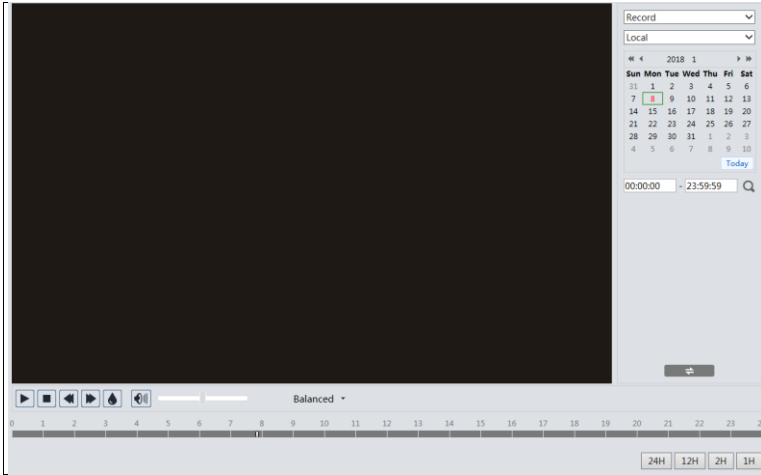 Record
Local
2018 1
Sun Mon Tue Wed Thu Fri Sat
31 1 2 3 4 5 6
7 8 9 10 11 12 13
14 15 16 17 18 19 20
21 22 23 24 25 26 27
28 29 30 31 1 2 3
4 5 6 7 8 9 10
Today
00:00:00 - 23:59:59
Balanced
0 1 2 3 4 5 6 7 8 9 10 11 12 13 14 15 16 17 18 19 20 21 22 23
24H 12H 2H 1H